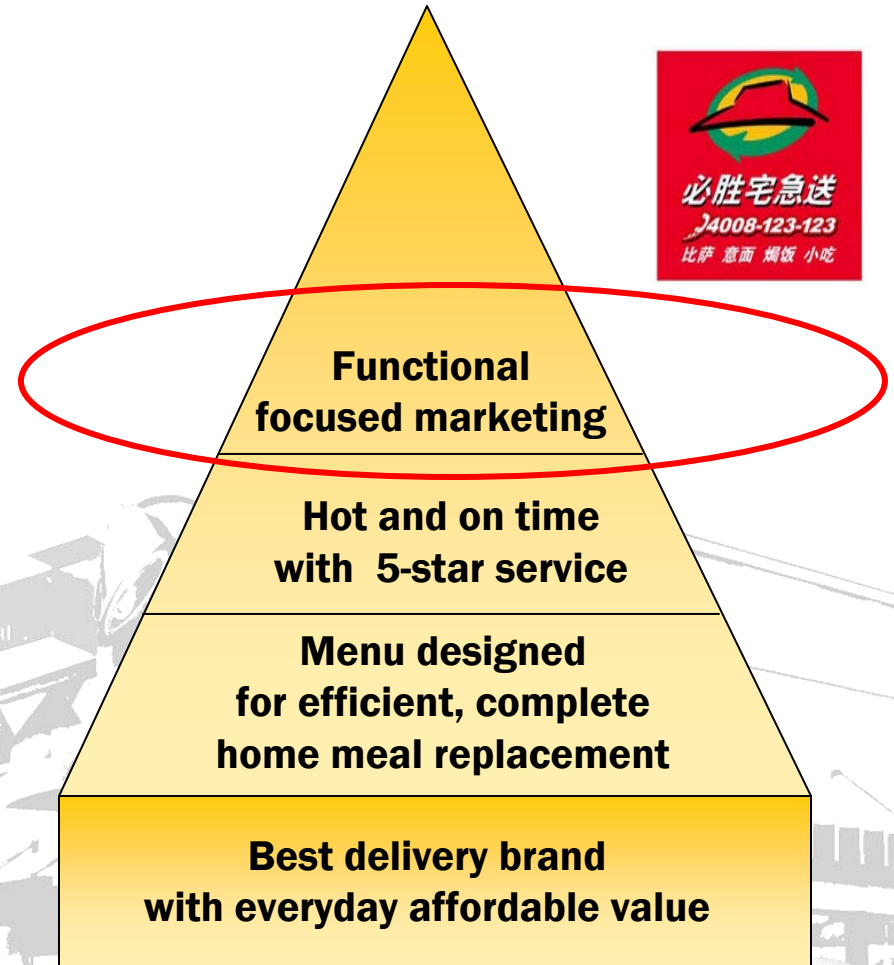 必胜宅急送
4008-123-123
比萨 意面 焗饭 小吃
Functional
focused marketing
Hot and on time
with 5-star service
Menu designed
for efficient, complete
home meal replacement
Best delivery brand
with everyday affordable value